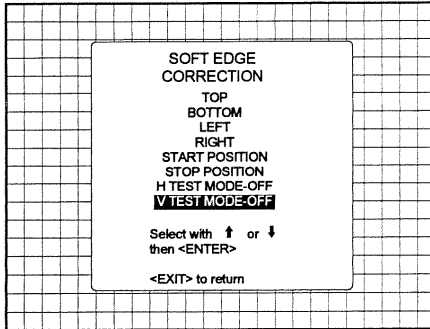 SOFT EDGE
CORRECTION
TOP
BOTTOM
LEFT
RIGHT
START POSITION
STOP POSITION
H TEST MODE-OFF
V TEST MODE-OFF
Select with ⬆ or ⬇
then <ENTER>
<EXIT> to return